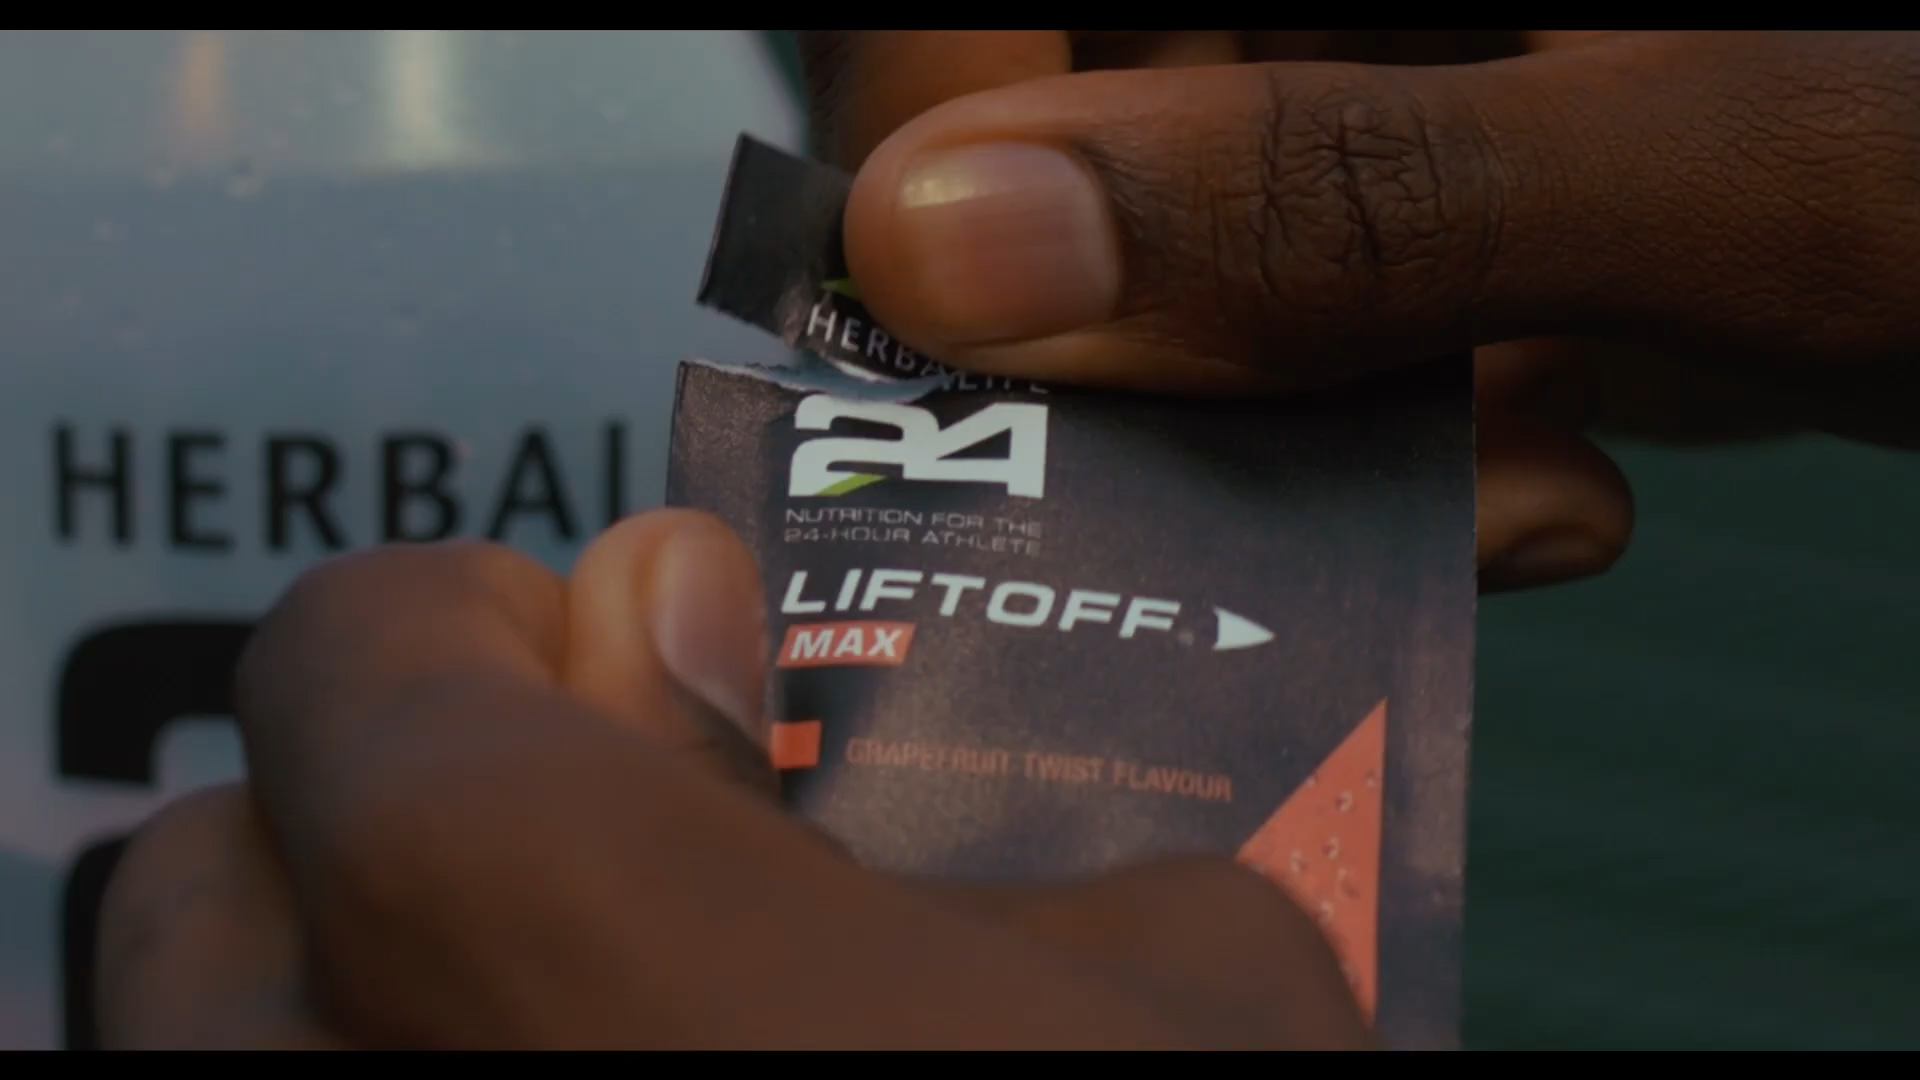 HERBAL
HERBALIFE
24
NUTRITION FOR THE
24-HOUR ATHLETE
LIFTOFF
MAX
GRAPEFRUIT TWIST FLAVOUR